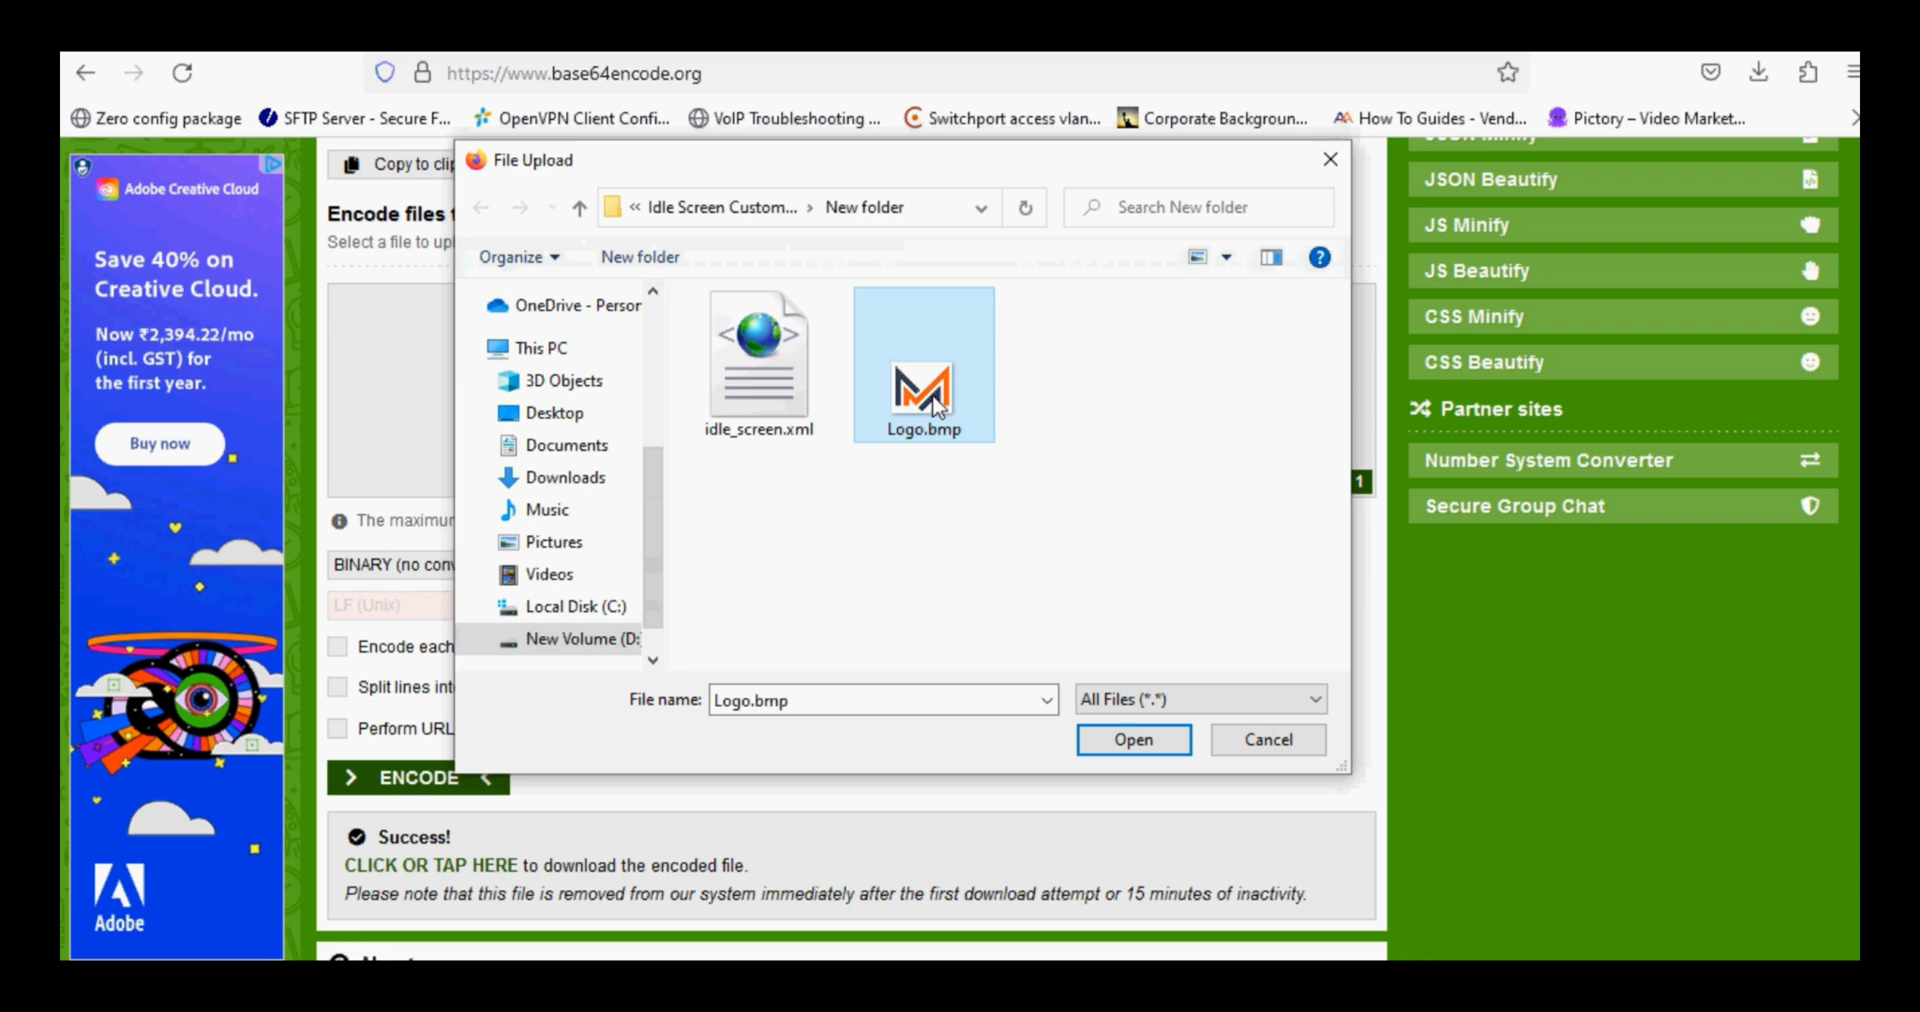 https://www.base64encode.org
Zero config package
SFTP Server - Secure F...
OpenVPN Client Confi...
VoIP Troubleshooting ...
Switchport access vlan...
Corporate Backgroun...
How To Guides - Vend...
Pictory – Video Market...
Adobe Creative Cloud
Save 40% on
Creative Cloud.
Now ₹2,394.22/mo
(incl. GST) for
the first year.
Buy now
Adobe
Copy to clip
Encode files
Select a file to upl
The maximum
BINARY (no conv
LF (Unix)
Encode each
Split lines into
Perform URL
ENCODE
Success!
CLICK OR TAP HERE to download the encoded file.
Please note that this file is removed from our system immediately after the first download attempt or 15 minutes of inactivity.
File Upload
« Idle Screen Custom... › New folder
Search New folder
Organize
New folder
OneDrive - Person
This PC
3D Objects
Desktop
Documents
Downloads
Music
Pictures
Videos
Local Disk (C:)
New Volume (D:
idle_screen.xml
Logo.bmp
File name: Logo.bmp
All Files (*.*)
Open
Cancel
1
JSON Minify
JSON Beautify
JS Minify
JS Beautify
CSS Minify
CSS Beautify
Partner sites
Number System Converter
Secure Group Chat